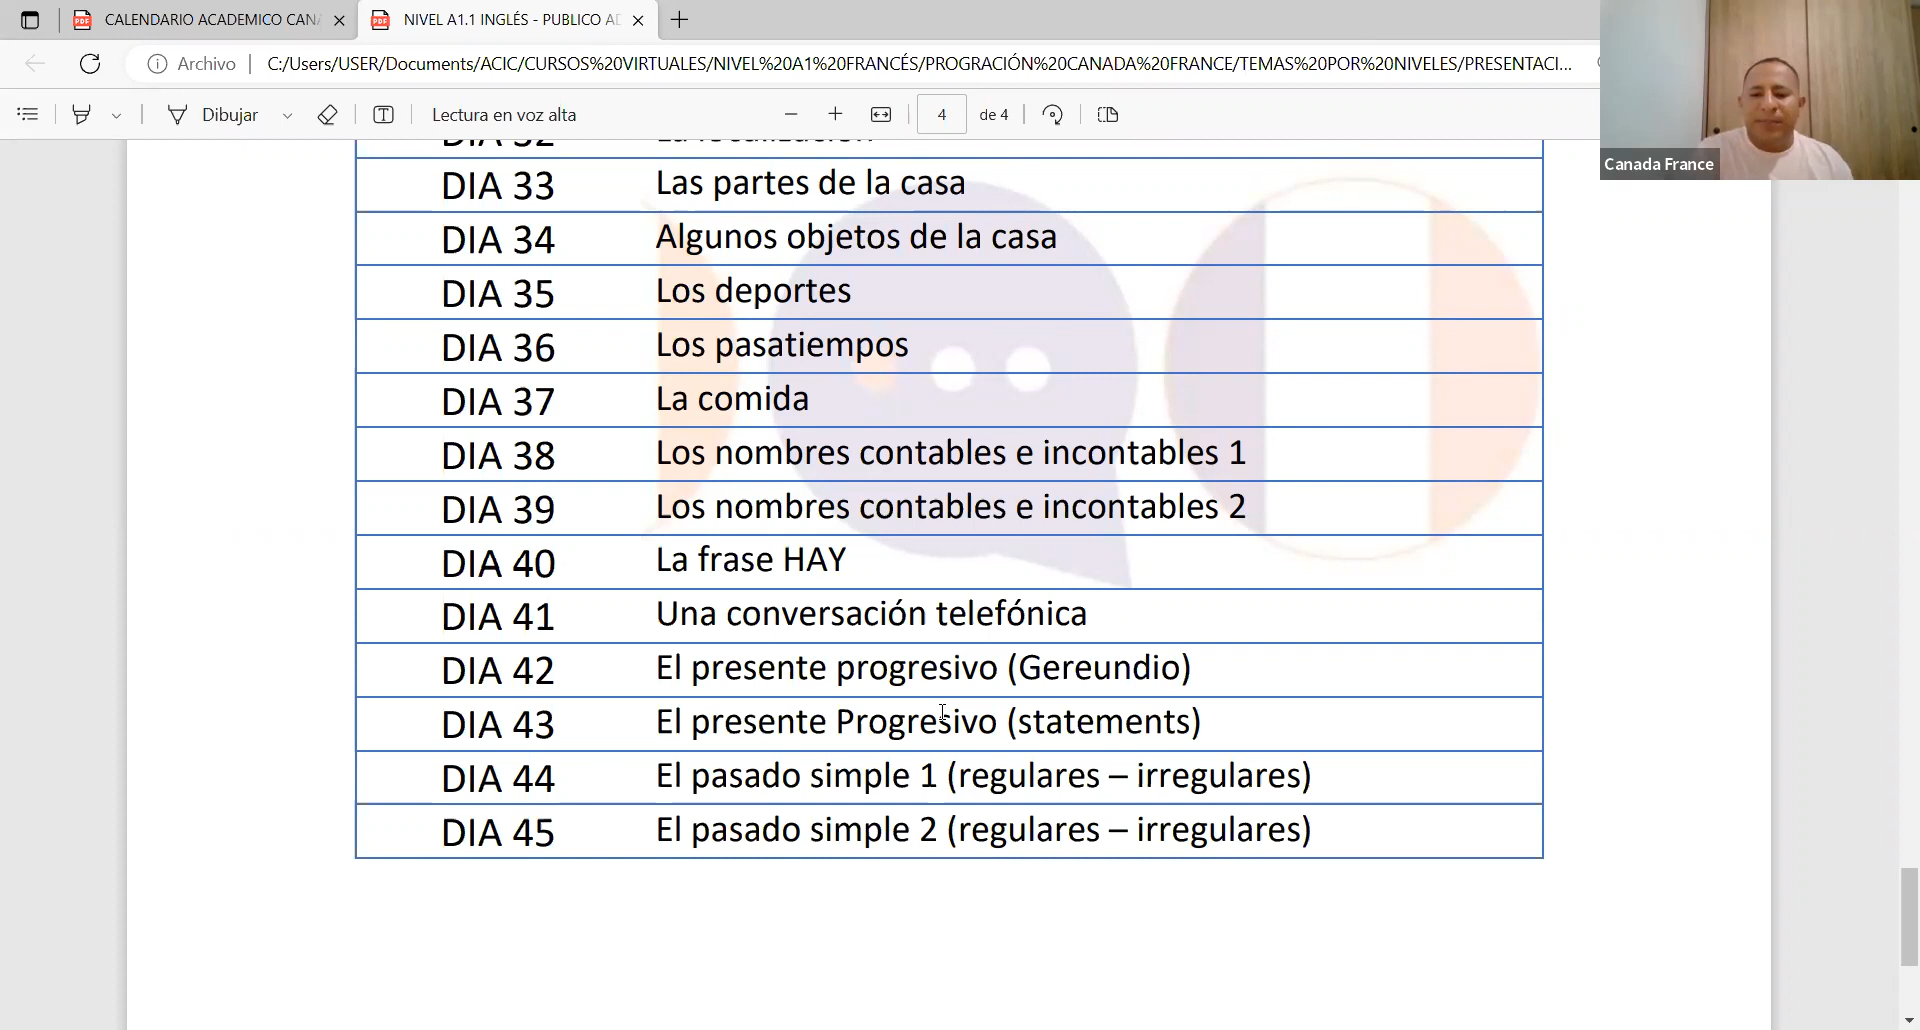 CALENDARIO ACADEMICO CAN
NIVEL A1.1 INGLÉS - PUBLICO AD
Archivo
C:/Users/USER/Documents/ACIC/CURSOS%20VIRTUALES/NIVEL%20A1%20FRANCÉS/PROGRACIÓN%20CANADA%20FRANCE/TEMAS%20POR%20NIVELES/PRESENTACI...
Dibujar
Lectura en voz alta
4 de 4
Canada France
DIA 32 La localización
DIA 33 Las partes de la casa
DIA 34 Algunos objetos de la casa
DIA 35 Los deportes
DIA 36 Los pasatiempos
DIA 37 La comida
DIA 38 Los nombres contables e incontables 1
DIA 39 Los nombres contables e incontables 2
DIA 40 La frase HAY
DIA 41 Una conversación telefónica
DIA 42 El presente progresivo (Gereundio)
DIA 43 El presente Progresivo (statements)
DIA 44 El pasado simple 1 (regulares – irregulares)
DIA 45 El pasado simple 2 (regulares – irregulares)